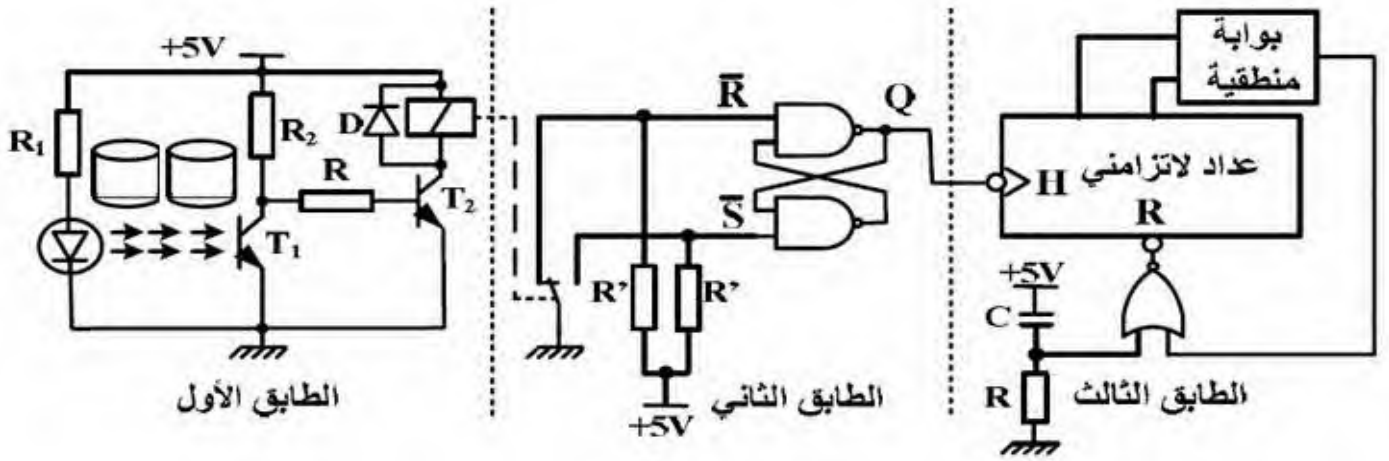 +5V
R₁
R₂
D
R
T₁
T₂
الطابق الأول
R̅
Q
S̅
R’
R’
+5V
الطابق الثاني
بوابة
منطقية
عداد لاتزامني
H
R
+5V
C
R
الطابق الثالث